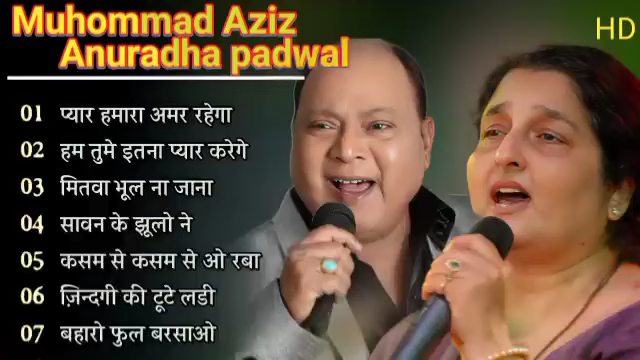 Muhommad Aziz
Anuradha padwal
HD
01 प्यार हमारा अमर रहेगा
02 हम तुमे इतना प्यार करेगे
03 मितवा भूल ना जाना
04 सावन के झूलो ने
05 कसम से कसम से ओ रबा
06 ज़िन्दगी की टूटे लडी
07 बहारो फुल बरसाओ